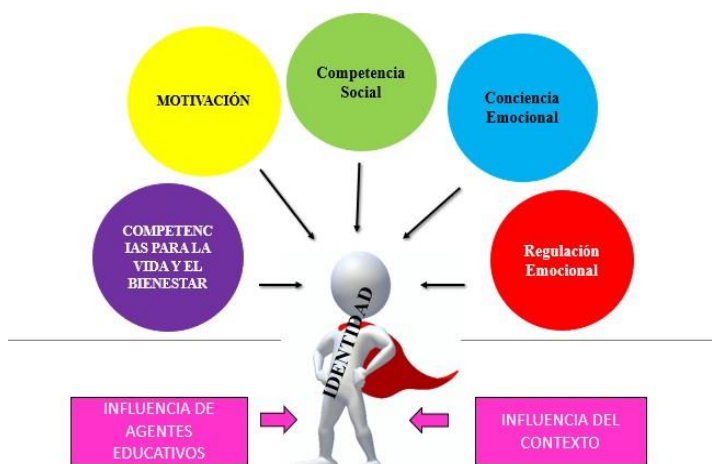 MOTIVACIÓN
Competencia
Social
Conciencia
Emocional
COMPETENC
IAS PARA LA
VIDA Y EL
BIENESTAR
Regulación
Emocional
IDENTIDAD
INFLUENCIA DE
AGENTES
EDUCATIVOS
INFLUENCIA DEL
CONTEXTO